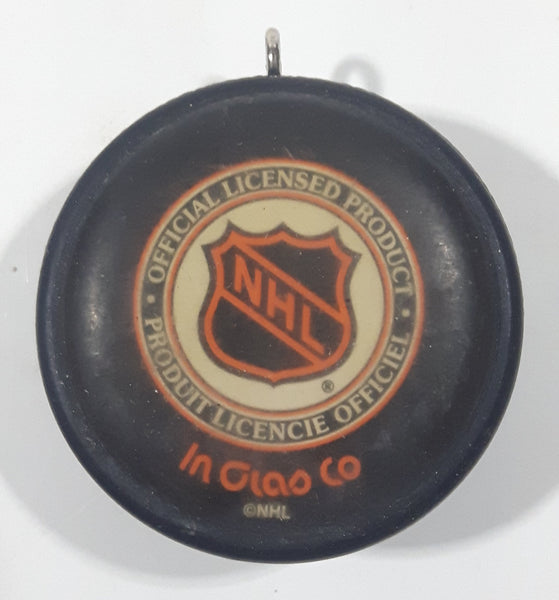 • OFFICIAL LICENSED PRODUCT •
NHL
®
PRODUIT LICENCIE OFFICIEL
In Glas Co
©NHL